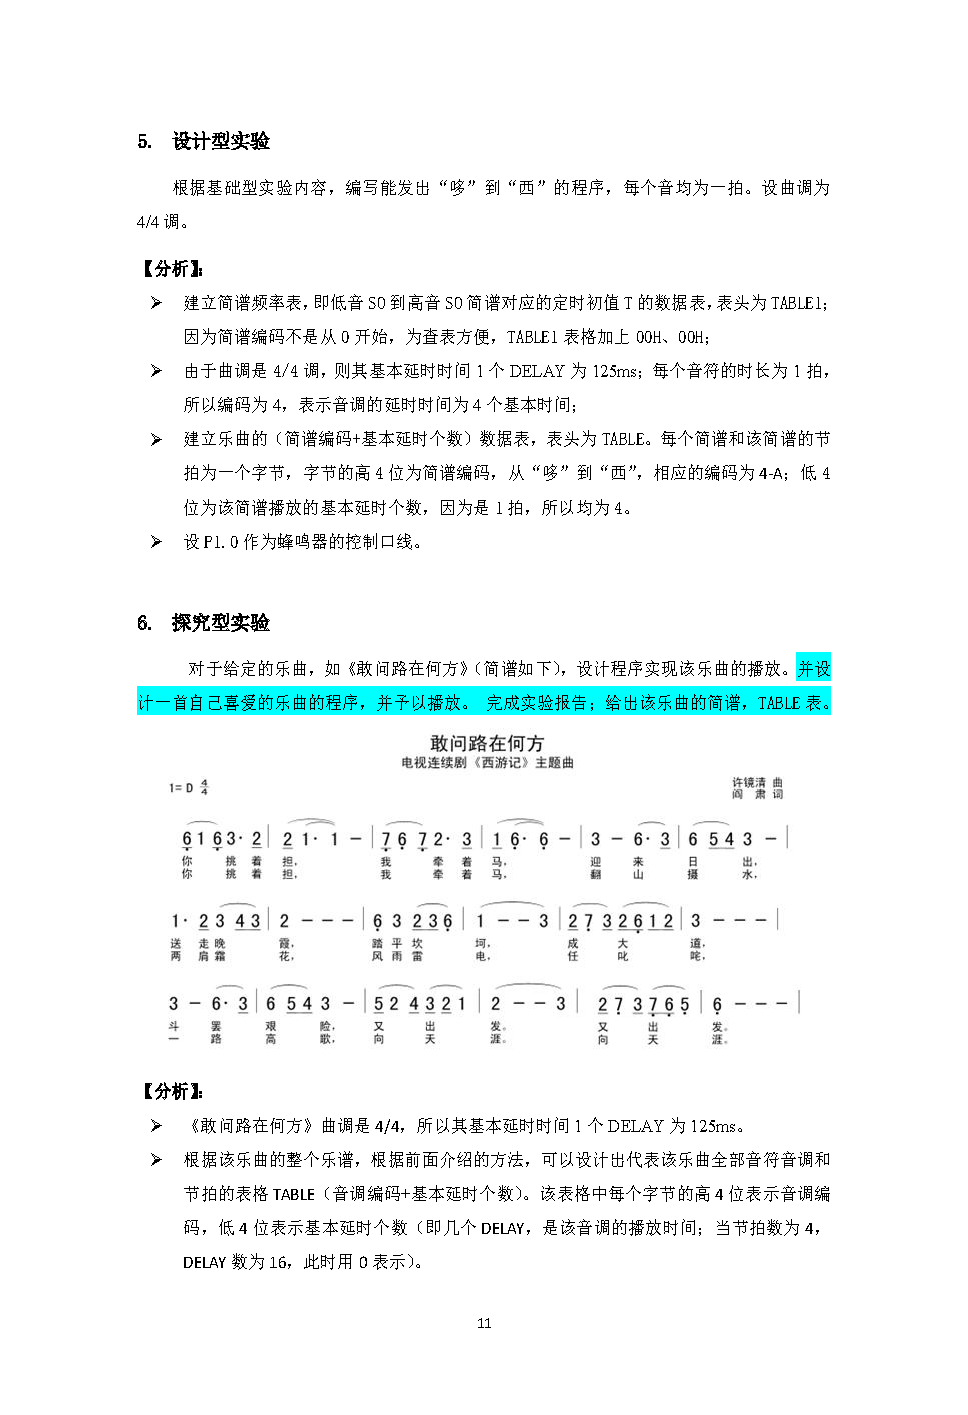 5. 设计型实验
根据基础型实验内容，编写能发出“哆”到“西”的程序，每个音均为一拍。设曲调为
4/4 调。
【分析】：
➢ 建立简谱频率表，即低音 SO 到高音 SO 简谱对应的定时初值 T 的数据表，表头为 TABLE1；
因为简谱编码不是从 0 开始，为查表方便，TABLE1 表格加上 00H、00H；
➢ 由于曲调是 4/4 调，则其基本延时时间 1 个 DELAY 为 125ms；每个音符的时长为 1 拍，
所以编码为 4，表示音调的延时时间为 4 个基本时间；
➢ 建立乐曲的（简谱编码+基本延时个数）数据表，表头为 TABLE。每个简谱和该简谱的节
拍为一个字节，字节的高 4 位为简谱编码，从“哆”到“西”，相应的编码为 4-A；低 4
位为该简谱播放的基本延时个数，因为是 1 拍，所以均为 4。
➢ 设 P1.0 作为蜂鸣器的控制口线。
6. 探究型实验
对于给定的乐曲，如《敢问路在何方》（简谱如下），设计程序实现该乐曲的播放。并设
计一首自己喜爱的乐曲的程序，并予以播放。 完成实验报告；给出该乐曲的简谱，TABLE 表。
敢问路在何方
电视连续剧《西游记》主题曲
1= D 4/4
许镜清 曲
阎 肃 词
6 1 6 3· 2 | 2 1· 1 － | 7 6 7 2· 3 | 1 6· 6 － | 3 － 6· 3 | 6 5 4 3 － |
你 挑 着 担， 我 牵 着 马， 迎 来 日 出，
你 挑 着 担， 我 牵 着 马， 翻 山 摄 水，
1· 2 3 4 3 | 2 － － － | 6 3 2 3 6 | 1 － － 3 | 2 7 3 2 6 1 2 | 3 － － － |
送 走 晚 霞， 踏 平 坎 坷， 成 大 道，
两 肩 霜 花， 风 雨 雷 电， 任 叱 咤，
3 － 6· 3 | 6 5 4 3 － | 5 2 4 3 2 1 | 2 － － 3 | 2 7 3 7 6 5 | 6 － － － |
斗 罢 艰 险， 又 出 发。 又 出 发。
一 路 高 歌， 向 天 涯。 向 天 涯。
【分析】：
➢ 《敢问路在何方》曲调是 4/4，所以其基本延时时间 1 个 DELAY 为 125ms。
➢ 根据该乐曲的整个乐谱，根据前面介绍的方法，可以设计出代表该乐曲全部音符音调和
节拍的表格 TABLE（音调编码+基本延时个数）。该表格中每个字节的高 4 位表示音调编
码，低 4 位表示基本延时个数（即几个 DELAY，是该音调的播放时间；当节拍数为 4，
DELAY 数为 16，此时用 0 表示）。
11